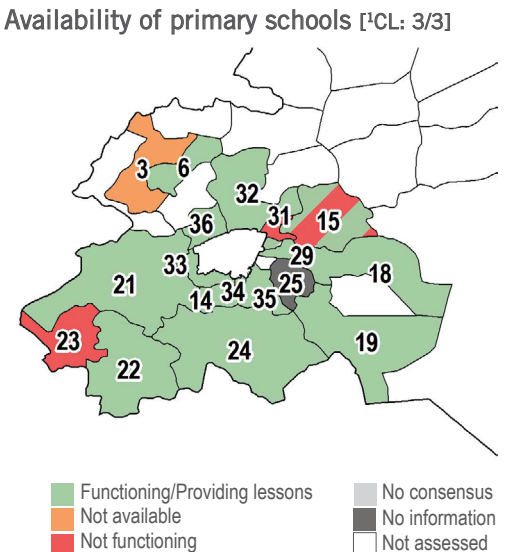 Availability of primary schools [¹CL: 3/3]
3
6
32
31
15
36
29
33
18
21
25
34
14
35
23
19
24
22
Functioning/Providing lessons
Not available
Not functioning
No consensus
No information
Not assessed